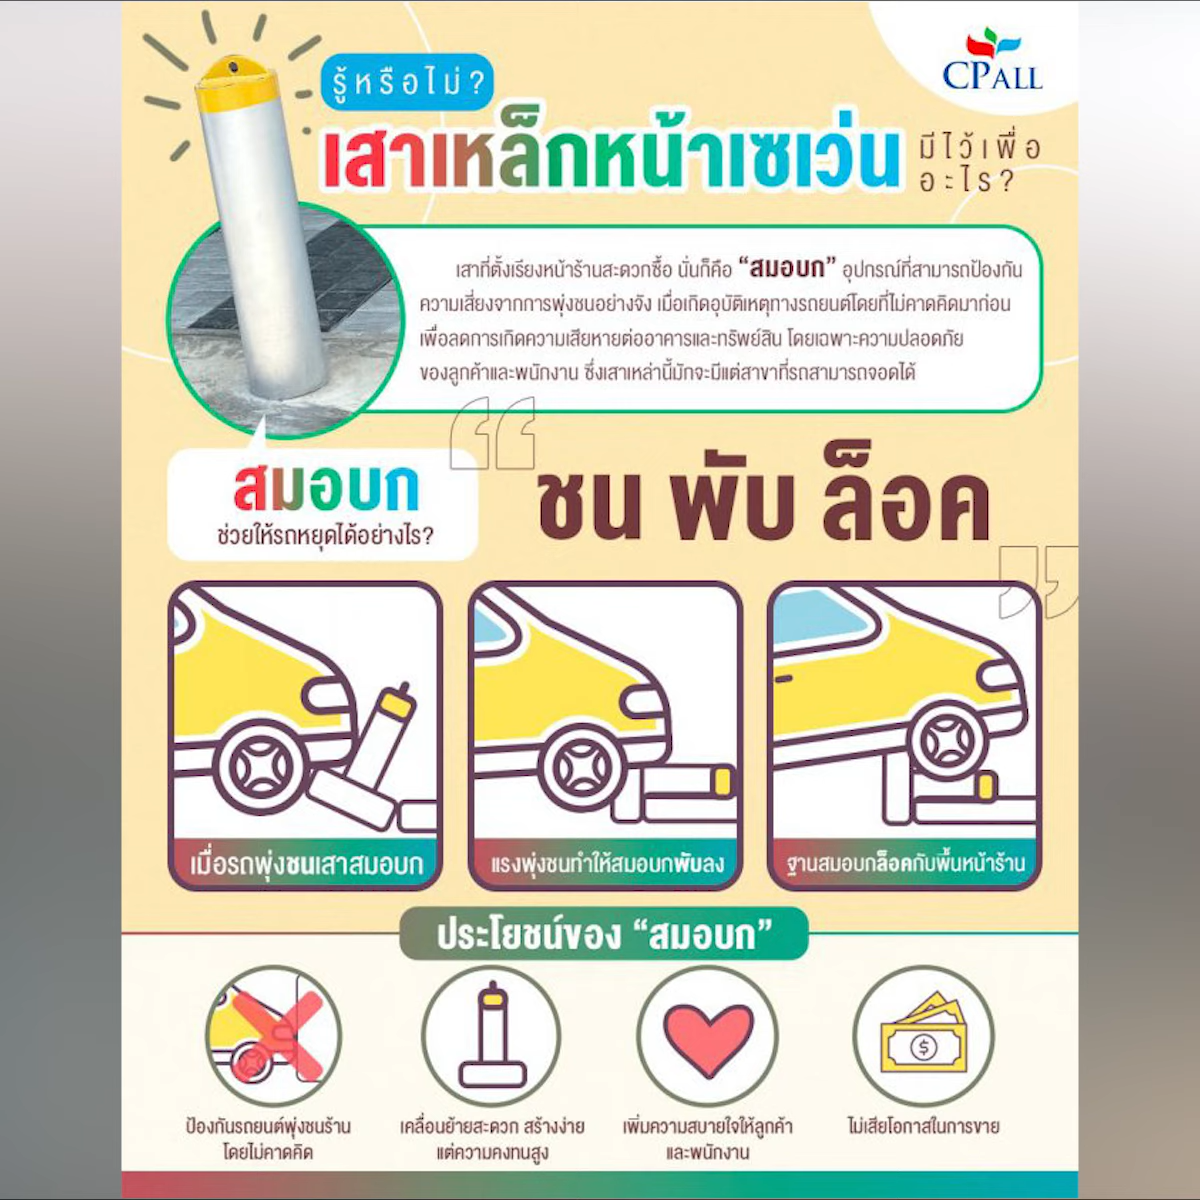 CPALL
รู้หรือไม่?
เสาเหล็กหน้าเซเว่น มีไว้เพื่อ
อะไร?
เสาที่ตั้งเรียงหน้าร้านสะดวกซื้อ นั่นก็คือ “สมอบก” อุปกรณ์ที่สามารถป้องกัน
ความเสี่ยงจากการพุ่งชนอย่างจัง เมื่อเกิดอุบัติเหตุทางรถยนต์โดยที่ไม่คาดคิดมาก่อน
เพื่อลดการเกิดความเสียหายต่ออาคารและทรัพย์สิน โดยเฉพาะความปลอดภัย
ของลูกค้าและพนักงาน ซึ่งเสาเหล่านี้มักจะมีแต่สาขาที่รถสามารถจอดได้
สมอบก
ช่วยให้รถหยุดได้อย่างไร?
“ชน พับ ล็อค”
เมื่อรถพุ่งชนเสาสมอบก
แรงพุ่งชนทำให้สมอบกพับลง
ฐานสมอบกล็อคกับพื้นหน้าร้าน
ประโยชน์ของ “สมอบก”
ป้องกันรถยนต์พุ่งชนร้าน
โดยไม่คาดคิด
เคลื่อนย้ายสะดวก สร้างง่าย
แต่ความคงทนสูง
เพิ่มความสบายใจให้ลูกค้า
และพนักงาน
$
ไม่เสียโอกาสในการขาย